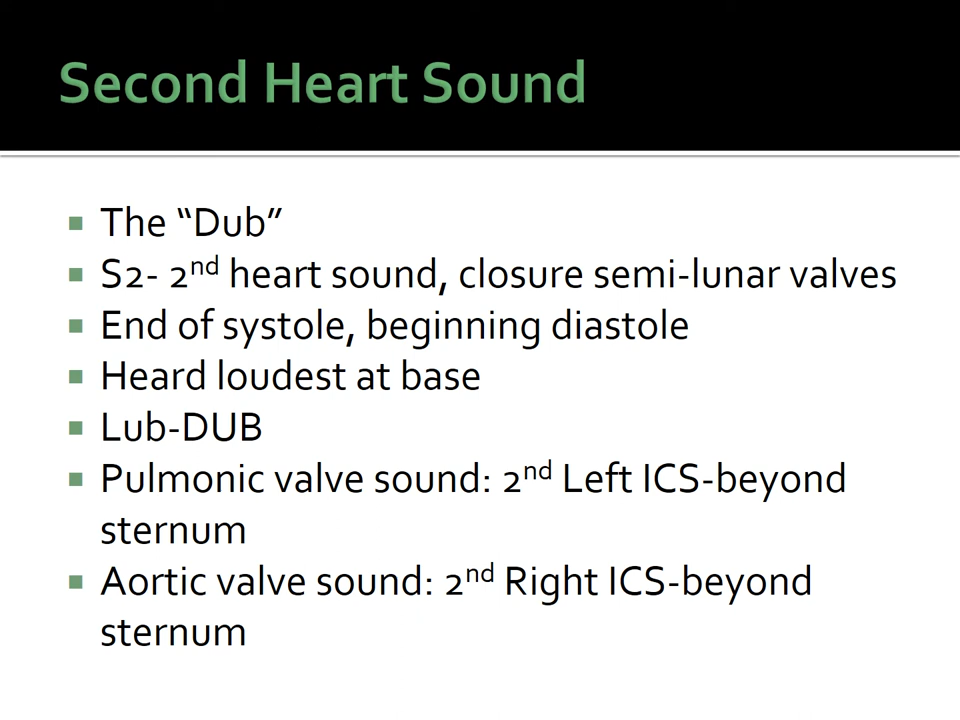 Second Heart Sound
The “Dub”
S2- 2nd heart sound, closure semi-lunar valves
End of systole, beginning diastole
Heard loudest at base
Lub-DUB
Pulmonic valve sound: 2nd Left ICS-beyond
sternum
Aortic valve sound: 2nd Right ICS-beyond
sternum